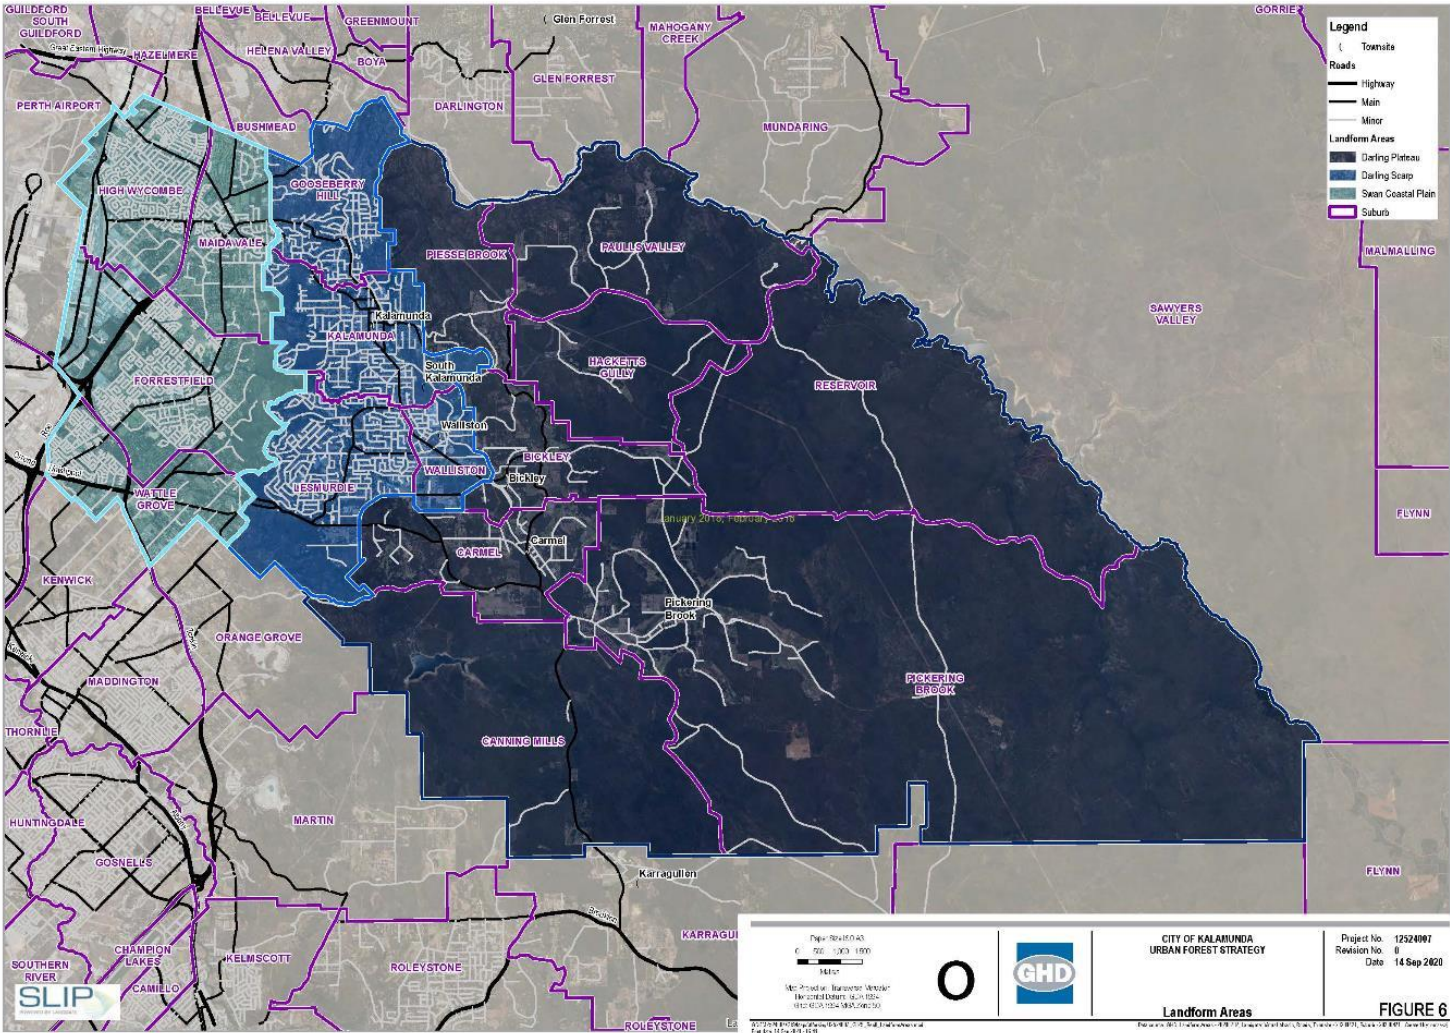 GUILDFORD
SOUTH
GUILDFORD
BELLEVUE
BELLEVUE
GREENMOUNT
Glen Forrest
MAHOGANY
CREEK
GORRIE
Great Eastern Highway
HAZELMERE
HELENA VALLEY
BOYA
GLEN FORREST
PERTH AIRPORT
DARLINGTON
BUSHMEAD
MUNDARING
HIGH WYCOMBE
GOOSEBERRY
HILL
MAIDA VALE
PIESSE BROOK
PAULLS VALLEY
MALMALLING
SAWYERS
VALLEY
Kalamunda
KALAMUNDA
South
Kalamunda
HACKETTS
GULLY
RESERVOIR
FORRESTFIELD
Walliston
WALLISTON
BICKLEY
Bickley
LESMURDIE
WATTLE
GROVE
FLYNN
CARMEL
Carmel
KENWICK
Pickering
Brook
ORANGE GROVE
MADDINGTON
PICKERING
BROOK
THORNLIE
CANNING MILLS
HUNTINGDALE
MARTIN
GOSNELLS
Karragullen
FLYNN
CHAMPION
LAKES
KELMSCOTT
SOUTHERN
RIVER
CAMILLO
ROLEYSTONE
ROLEYSTONE
SLIP
Legend
Townsite
Roads
Highway
Main
Minor
Landform Areas
Darling Plateau
Darling Scarp
Swan Coastal Plain
Suburb
0 500 1,000 1,500
O
GHD
CITY OF KALAMUNDA
URBAN FOREST STRATEGY
Landform Areas
Project No. 12524007
Revision No. 0
Date 14 Sep 2020
FIGURE 6